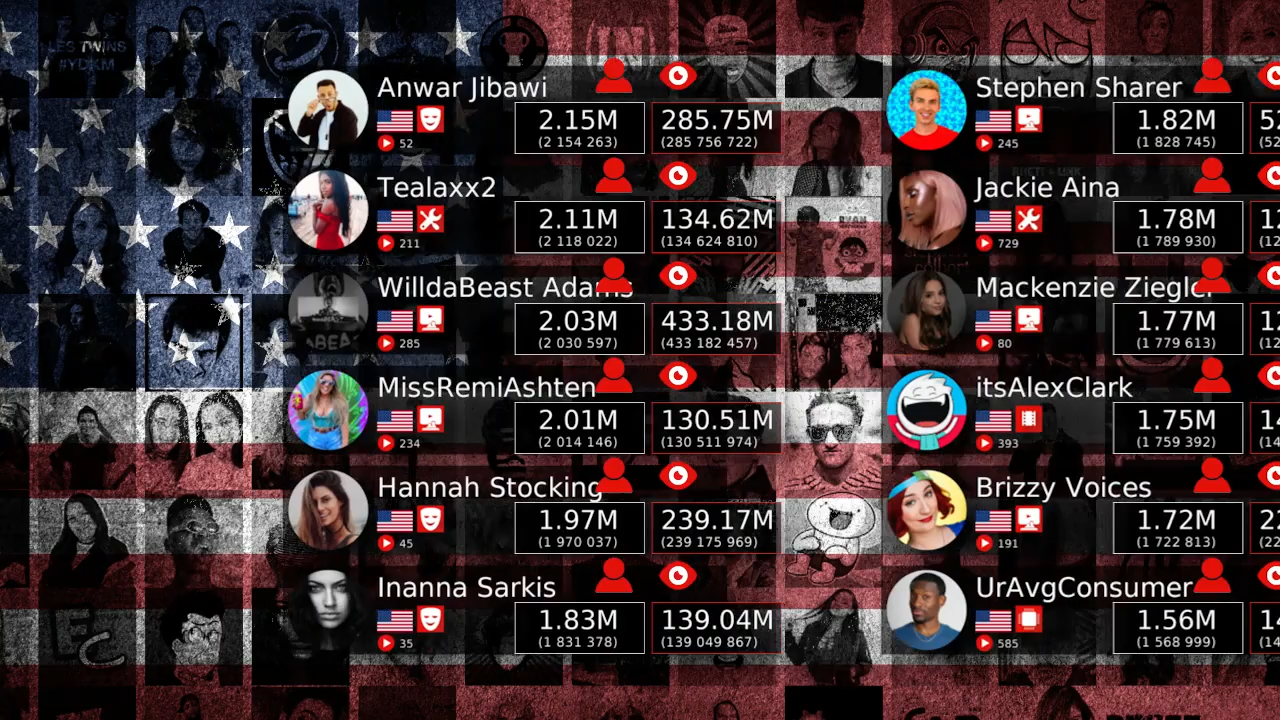 LES TWINS
#YDKM
Anwar Jibawi
52
2.15M
(2 154 263)
285.75M
(285 756 722)
Tealaxx2
211
2.11M
(2 118 022)
134.62M
(134 624 810)
WilldaBeast Adams
285
2.03M
(2 030 597)
433.18M
(433 182 457)
MissRemiAshten
234
2.01M
(2 014 146)
130.51M
(130 511 974)
Hannah Stocking
45
1.97M
(1 970 037)
239.17M
(239 175 969)
Inanna Sarkis
35
1.83M
(1 831 378)
139.04M
(139 049 867)
Stephen Sharer
245
1.82M
(1 828 745)
Jackie Aina
729
1.78M
(1 789 930)
Mackenzie Ziegler
80
1.77M
(1 779 613)
itsAlexClark
393
1.75M
(1 759 392)
Brizzy Voices
191
1.72M
(1 722 813)
UrAvgConsumer
585
1.56M
(1 568 999)